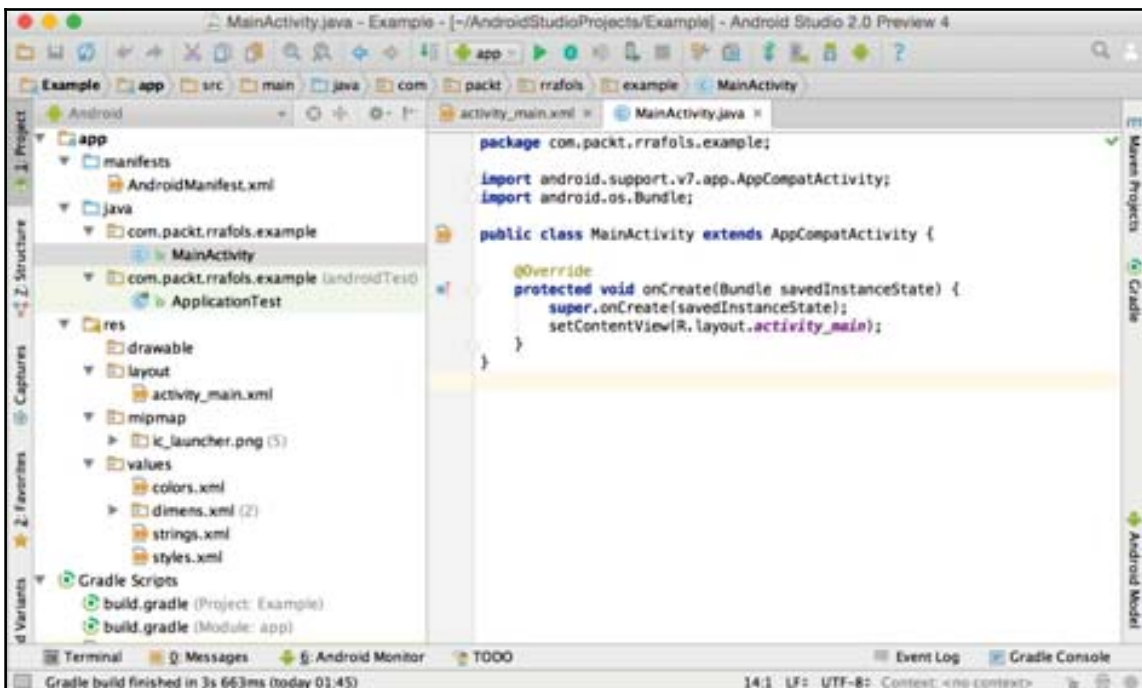 MainActivity.java - Example - [~/AndroidStudioProjects/Example] - Android Studio 2.0 Preview 4
app
Example app src main java com packt rrafols example MainActivity
Android
activity_main.xml MainActivity.java
1: Project
Z: Structure
Captures
2: Favorites
d Variants
app
manifests
AndroidManifest.xml
java
com.packt.rrafols.example
MainActivity
com.packt.rrafols.example (androidTest)
ApplicationTest
res
drawable
layout
activity_main.xml
mipmap
ic_launcher.png (5)
values
colors.xml
dimens.xml (2)
strings.xml
styles.xml
Gradle Scripts
build.gradle (Project: Example)
build.gradle (Module: app)
package com.packt.rrafols.example;
import android.support.v7.app.AppCompatActivity;
import android.os.Bundle;
public class MainActivity extends AppCompatActivity {
@Override
protected void onCreate(Bundle savedInstanceState) {
super.onCreate(savedInstanceState);
setContentView(R.layout.activity_main);
}
}
m Maven Projects
Gradle
Android Model
Terminal 0: Messages 6: Android Monitor TODO Event Log Gradle Console
Gradle build finished in 3s 663ms (today 01:45) 14:1 LF÷ UTF-8÷ Context: <no context>